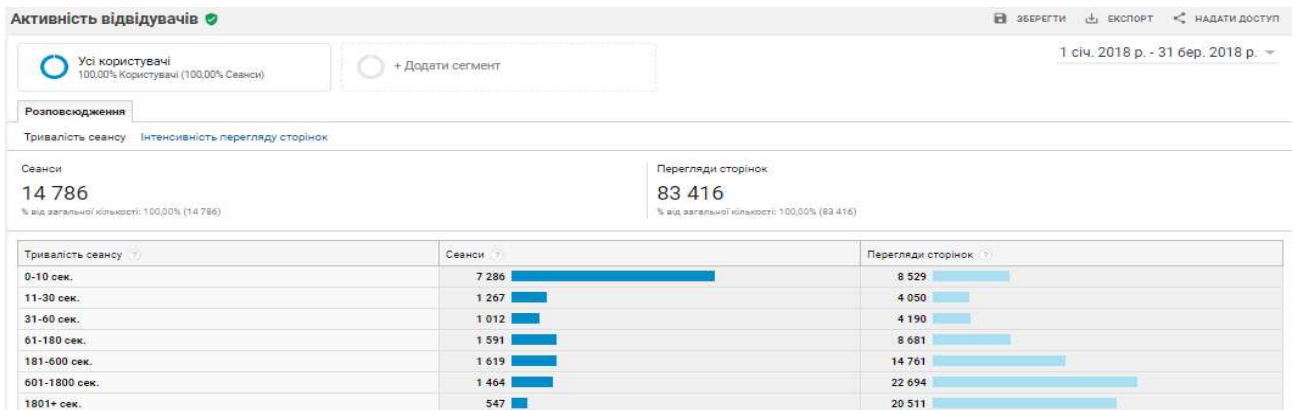 Активність відвідувачів
ЗБЕРЕГТИ ЕКСПОРТ НАДАТИ ДОСТУП
Усі користувачі
100,00% Користувачі (100,00% Сеанси)
+ Додати сегмент
1 січ. 2018 р. - 31 бер. 2018 р.
Розповсюдження
Тривалість сеансу Інтенсивність перегляду сторінок
Сеанси Перегляди сторінок
14 786 83 416
% від загальної кількості: 100,00% (14 786) % від загальної кількості: 100,00% (83 416)
Тривалість сеансу ? Сеанси ? Перегляди сторінок ?
0-10 сек. 7 286 8 529
11-30 сек. 1 267 4 050
31-60 сек. 1 012 4 190
61-180 сек. 1 591 8 681
181-600 сек. 1 619 14 761
601-1800 сек. 1 464 22 694
1801+ сек. 547 20 511